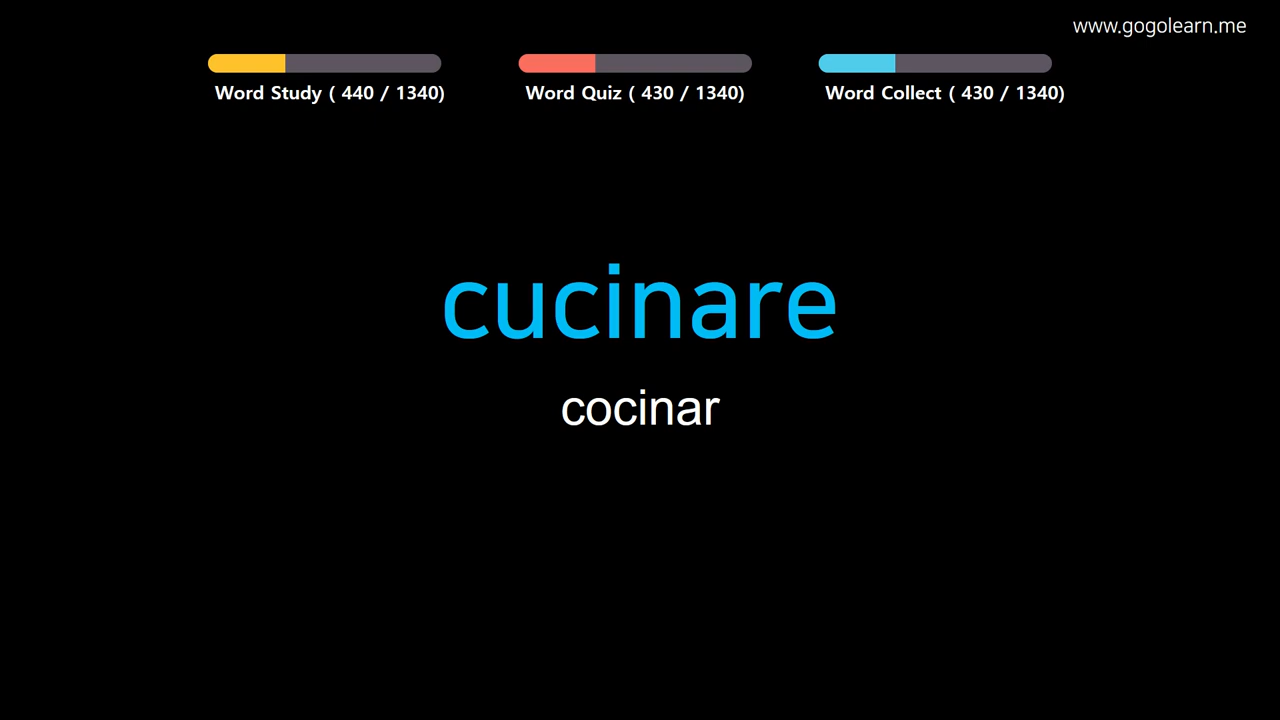 www.gogolearn.me
Word Study ( 440 / 1340)
Word Quiz ( 430 / 1340)
Word Collect ( 430 / 1340)
cucinare
cocinar